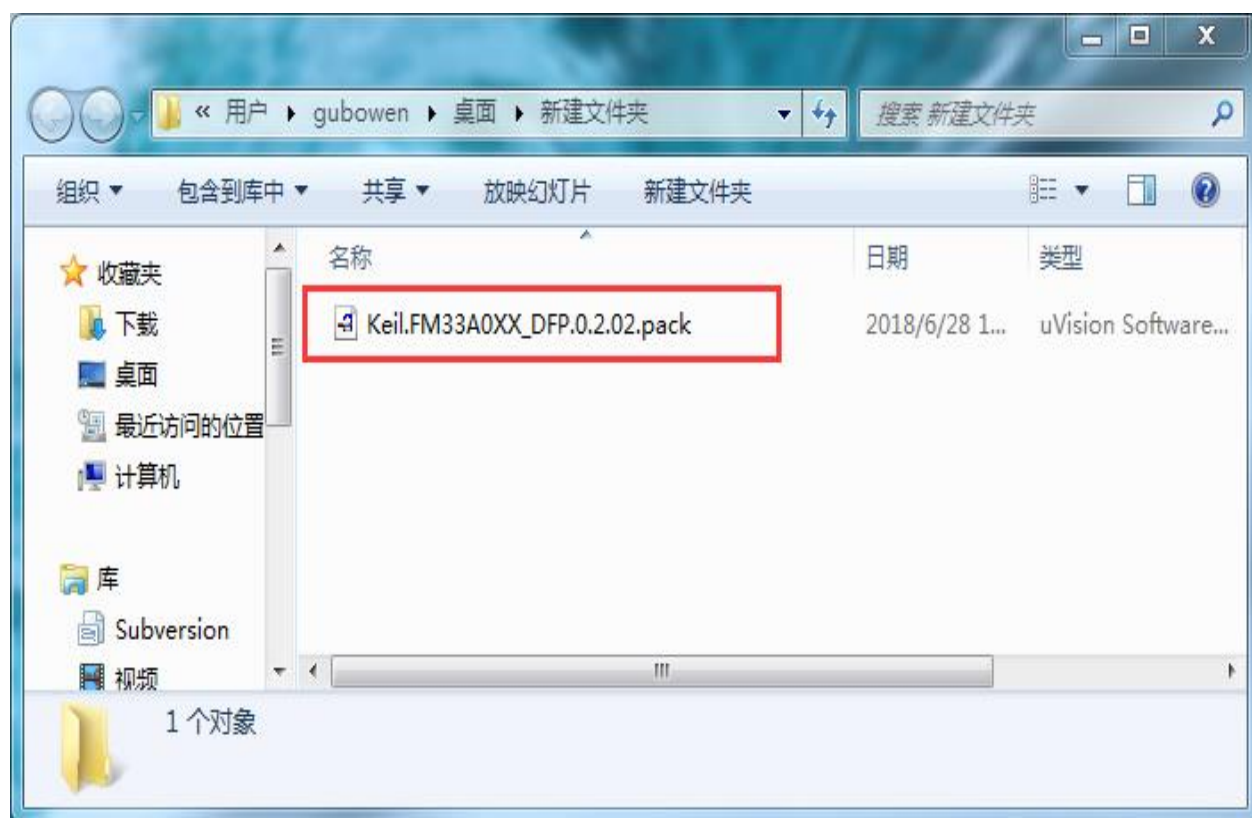 « 用户 ▸ gubowen ▸ 桌面 ▸ 新建文件夹
搜索 新建文件夹
组织 ▼ 包含到库中 ▼ 共享 ▼ 放映幻灯片 新建文件夹
名称 日期 类型
收藏夹
下载
桌面
最近访问的位置
计算机
库
Subversion
视频
Keil.FM33A0XX_DFP.0.2.02.pack 2018/6/28 1... uVision Software...
1 个对象